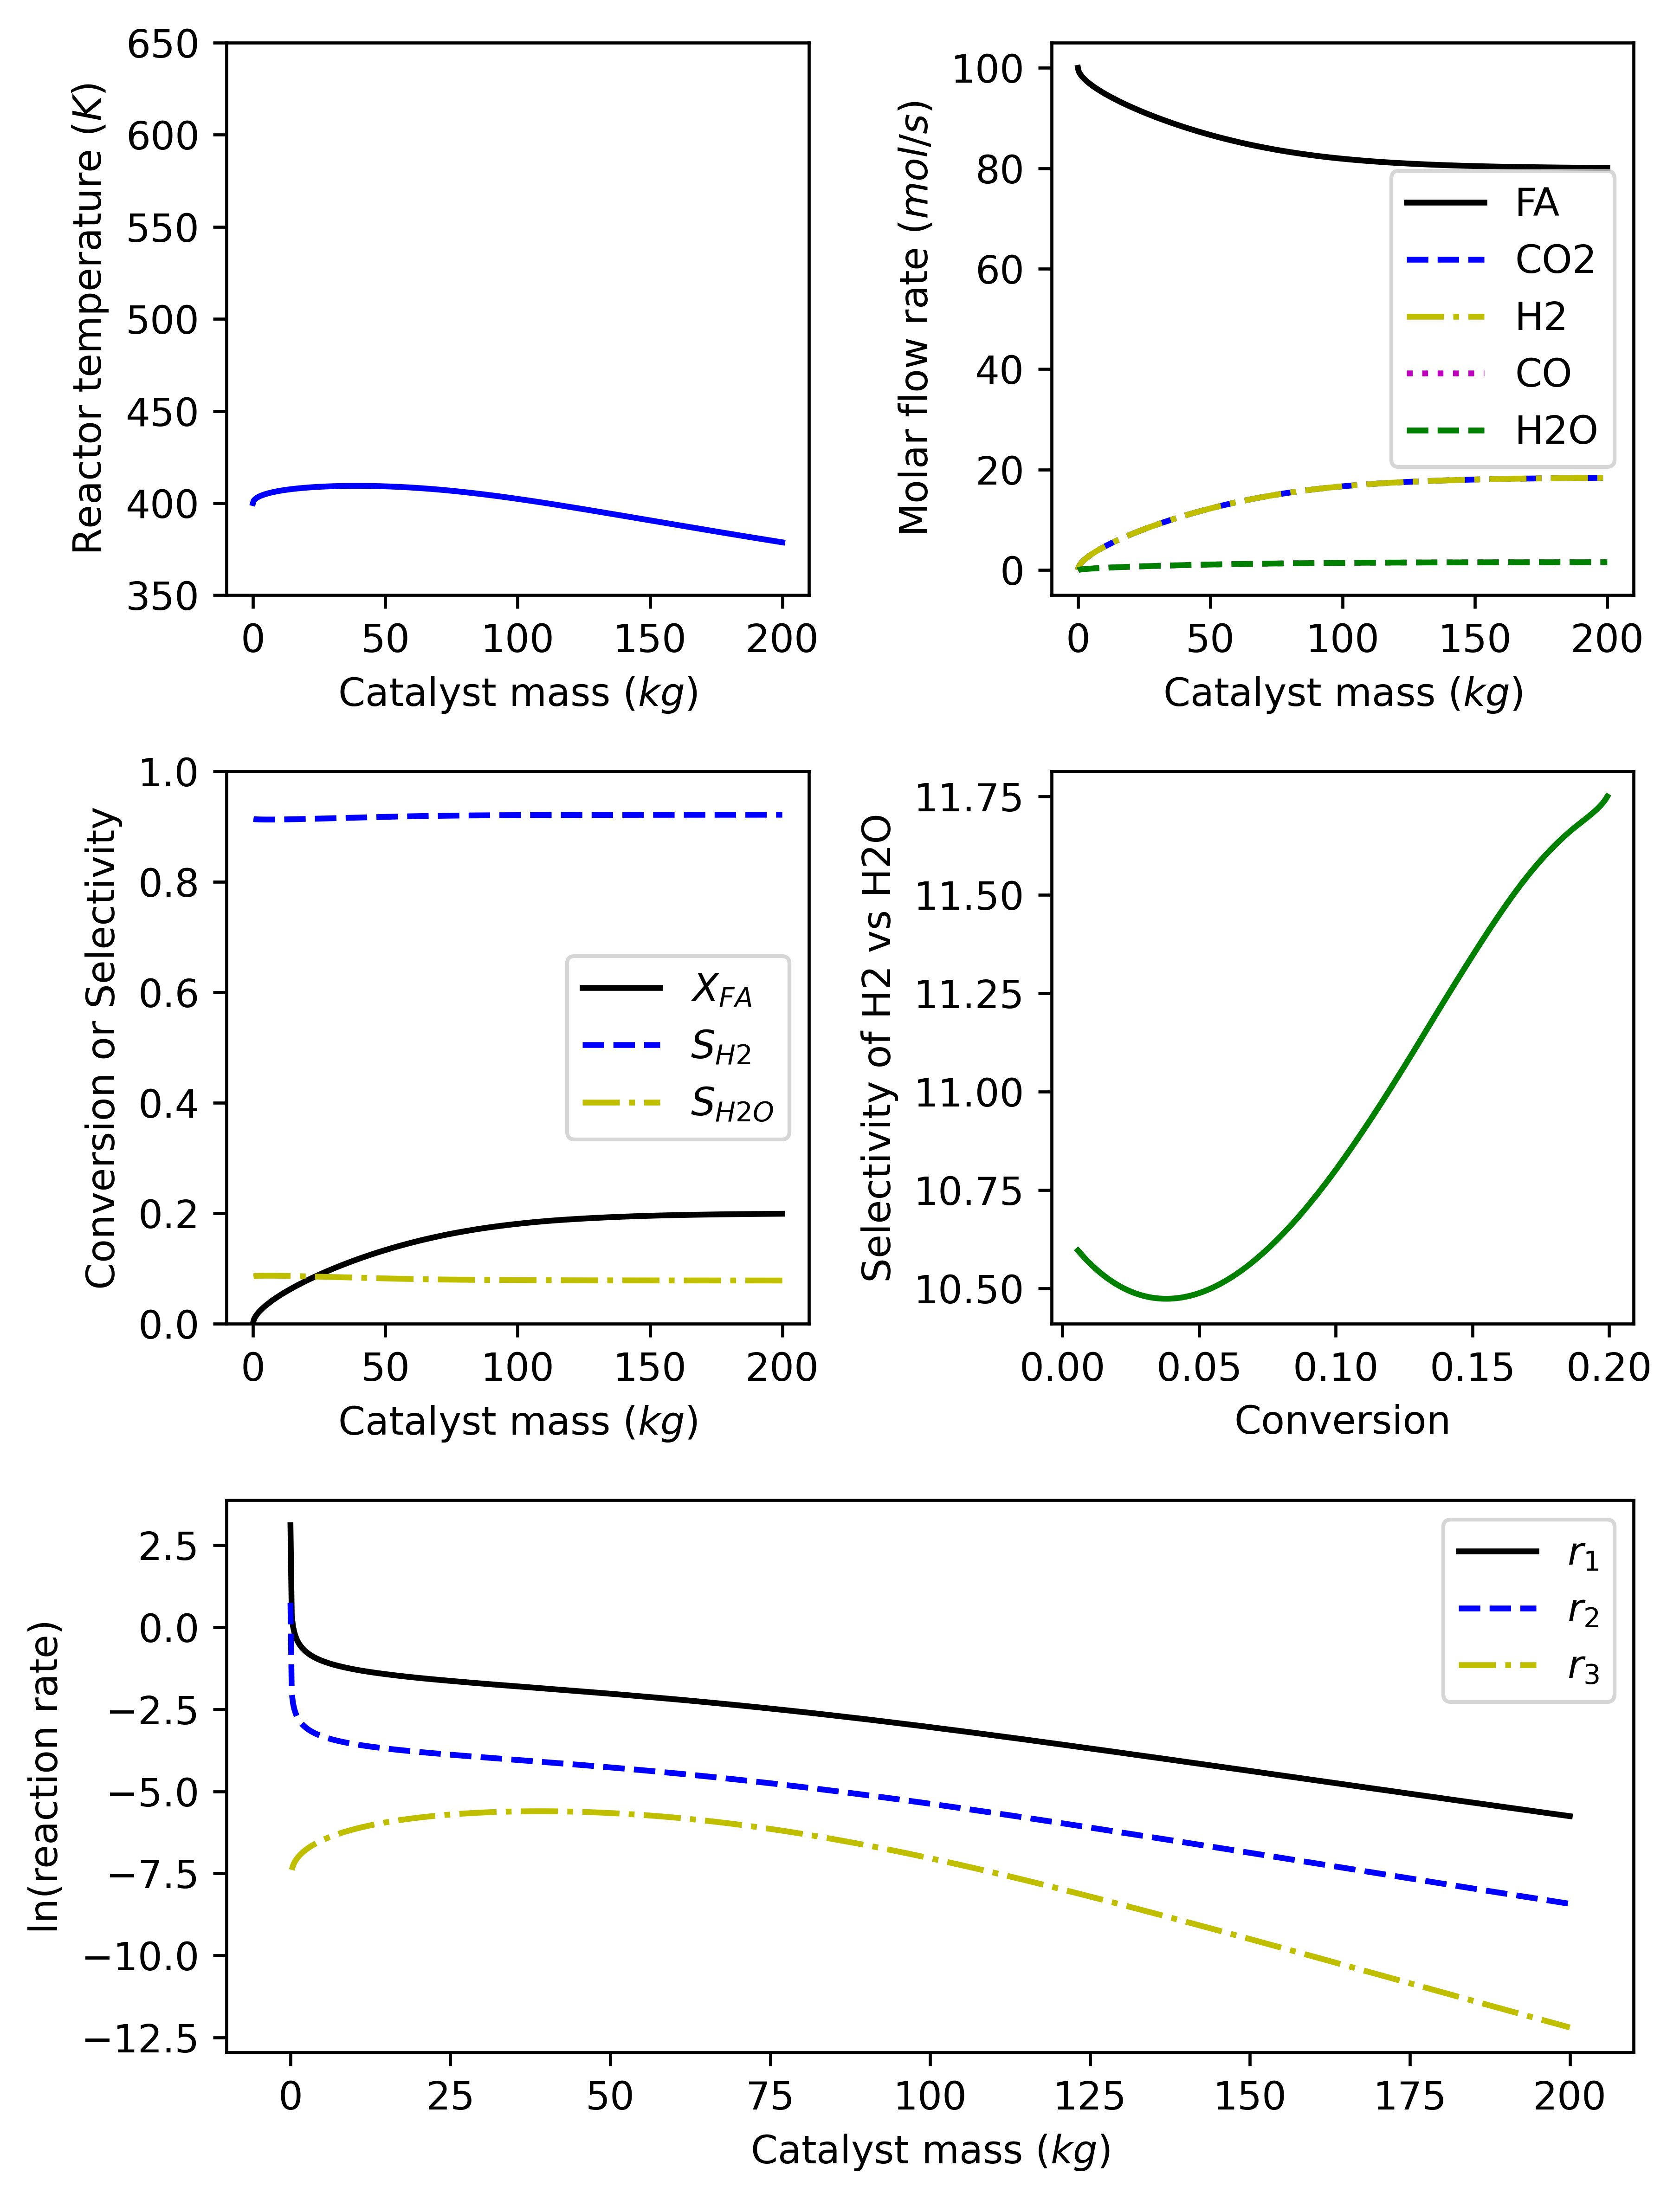 Reactor temperature (K)
650
600
550
500
450
400
350
0 50 100 150 200
Catalyst mass (kg)
Molar flow rate (mol/s)
100
80
60
40
20
0
FA
CO2
H2
CO
H2O
0 50 100 150 200
Catalyst mass (kg)
Conversion or Selectivity
1.0
0.8
0.6
0.4
0.2
0.0
X_{FA}
S_{H2}
S_{H2O}
0 50 100 150 200
Catalyst mass (kg)
Selectivity of H2 vs H2O
11.75
11.50
11.25
11.00
10.75
10.50
0.00 0.05 0.10 0.15 0.20
Conversion
ln(reaction rate)
2.5
0.0
−2.5
−5.0
−7.5
−10.0
−12.5
r_1
r_2
r_3
0 25 50 75 100 125 150 175 200
Catalyst mass (kg)